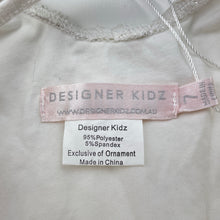 DESIGNER KIDZ
WWW.DESIGNERKIDZ.COM.AU
7
Designer Kidz
95%Polyester
5%Spandex
Exclusive of Ornament
Made in China